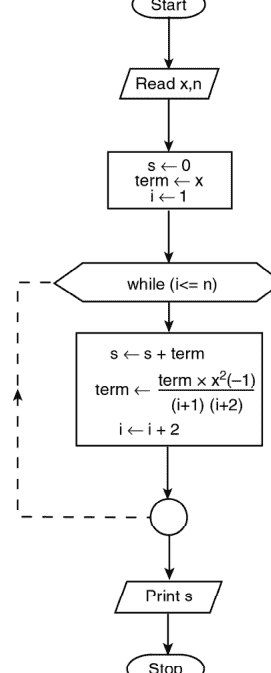 Start
Read x,n
s ← 0
term ← x
i ← 1
while (i<= n)
s ← s + term
term ← term × x²(−1)
(i+1) (i+2)
i ← i + 2
Print s
Stop